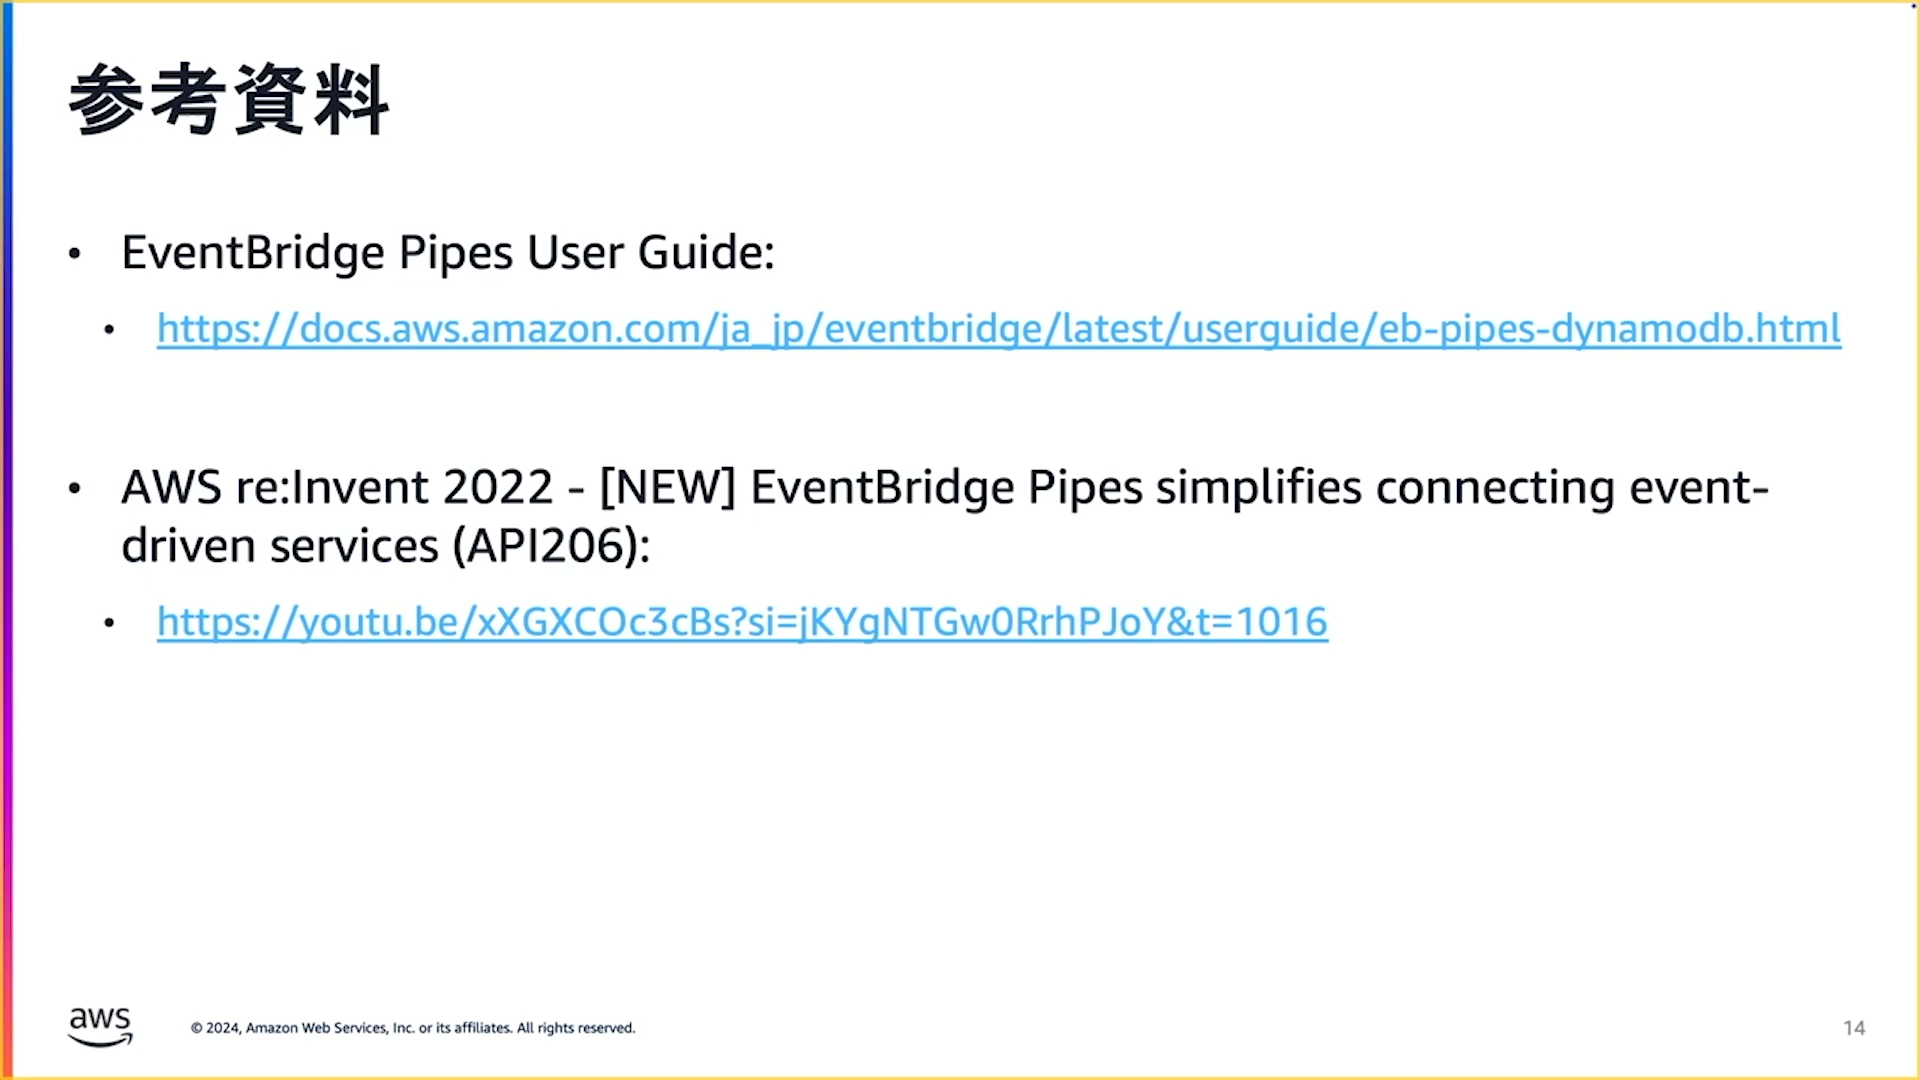 参考資料
• EventBridge Pipes User Guide:
• https://docs.aws.amazon.com/ja_jp/eventbridge/latest/userguide/eb-pipes-dynamodb.html
• AWS re:Invent 2022 - [NEW] EventBridge Pipes simplifies connecting event-
driven services (API206):
• https://youtu.be/xXGXCOc3cBs?si=jKYgNTGw0RrhPJoY&t=1016
aws
© 2024, Amazon Web Services, Inc. or its affiliates. All rights reserved.
14